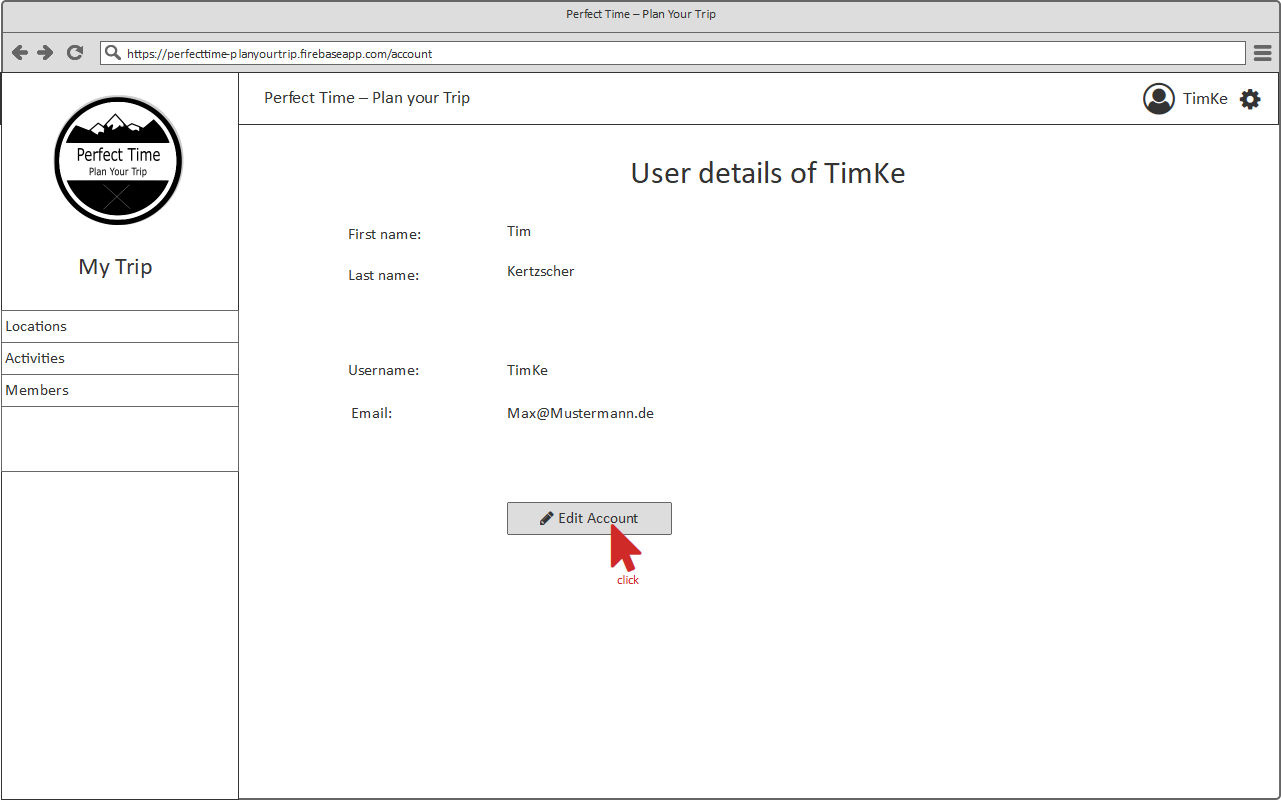 Perfect Time – Plan Your Trip
https://perfecttime-planyourtrip.firebaseapp.com/account
Perfect Time
Plan Your Trip
My Trip
Locations
Activities
Members
Perfect Time – Plan your Trip
TimKe
User details of TimKe
First name: Tim
Last name: Kertzscher
Username: TimKe
Email: Max@Mustermann.de
Edit Account
click